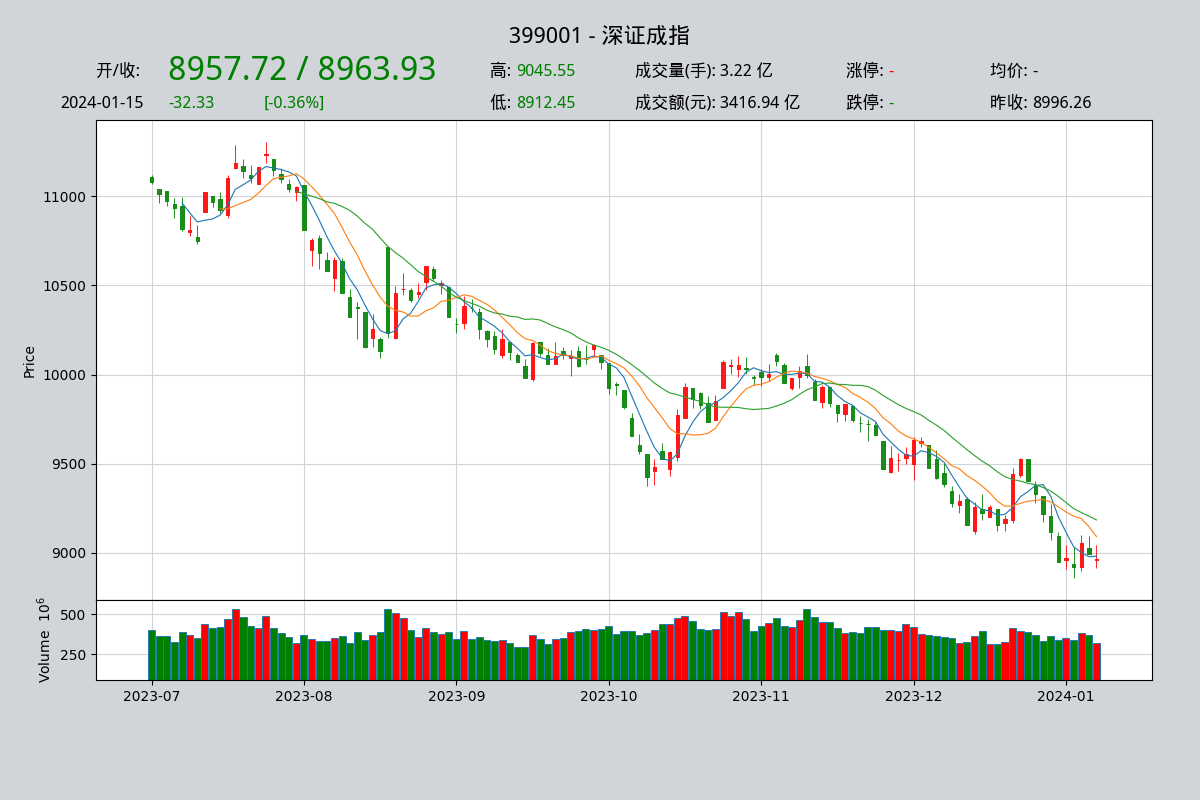 399001 - 深证成指
开/收: 8957.72 / 8963.93 高: 9045.55 成交量(手): 3.22 亿 涨停: - 均价: -
2024-01-15 -32.33 [-0.36%] 低: 8912.45 成交额(元): 3416.94 亿 跌停: - 昨收: 8996.26
Price
11000
10500
10000
9500
9000
Volume 10^6
500
250
2023-07 2023-08 2023-09 2023-10 2023-11 2023-12 2024-01